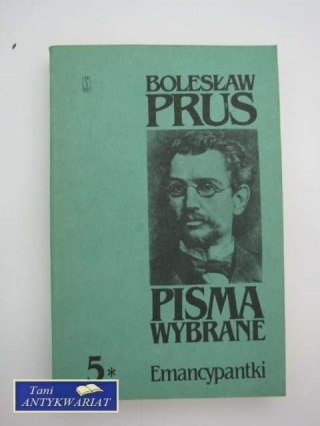 BOLESŁAW
PRUS
PISMA
WYBRANE
5*
Emancypantki
Tani
ANTYKWARIAT